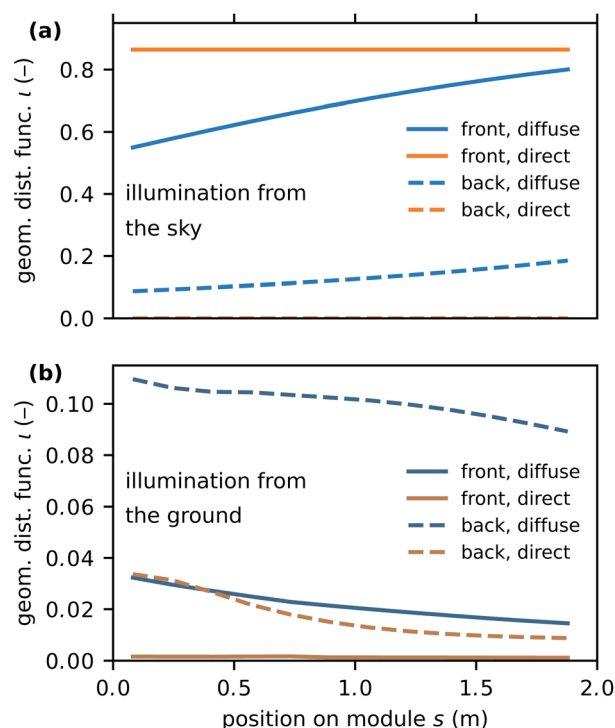 (a)
geom. dist. func. ι (−)
0.8
0.6
0.4
0.2
0.0
front, diffuse
front, direct
back, diffuse
back, direct
illumination from
the sky
(b)
geom. dist. func. ι (−)
0.10
0.08
0.06
0.04
0.02
0.00
illumination from
the ground
front, diffuse
front, direct
back, diffuse
back, direct
0.0 0.5 1.0 1.5 2.0
position on module s (m)